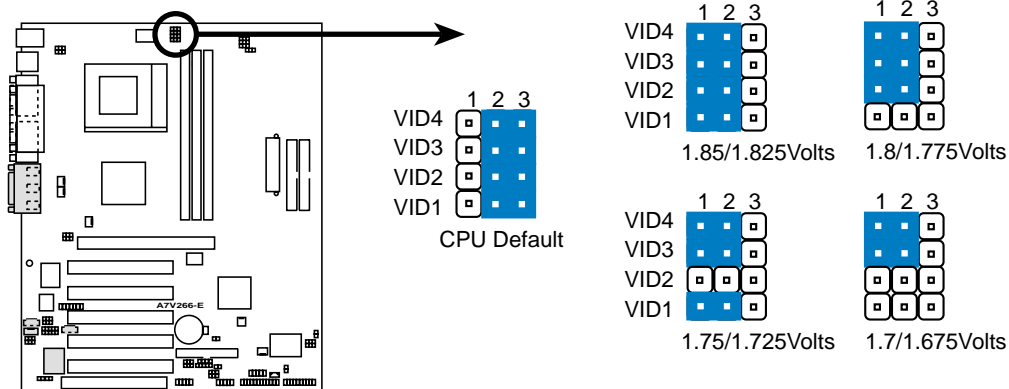 A7V266-E
1 2 3
VID4
VID3
VID2
VID1
CPU Default
1 2 3
VID4
VID3
VID2
VID1
1.85/1.825Volts
1 2 3
1.8/1.775Volts
1 2 3
VID4
VID3
VID2
VID1
1.75/1.725Volts
1 2 3
1.7/1.675Volts